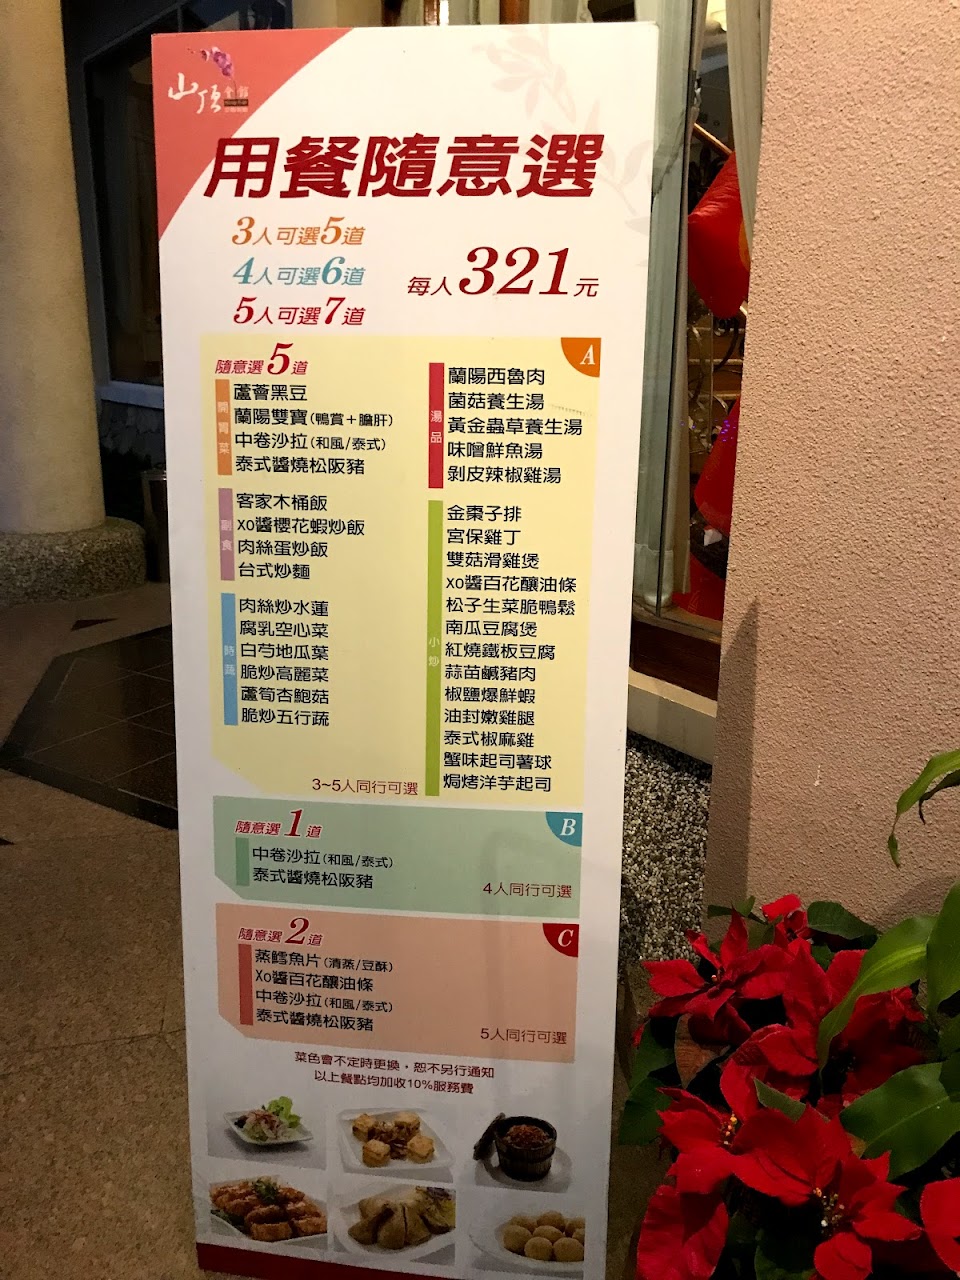 山頂會館
用餐隨意選
3人可選5道
4人可選6道
5人可選7道
每人321元
A
隨意選5道
開胃菜
蘆薈黑豆
蘭陽雙寶(鴨賞+膽肝)
中卷沙拉(和風/泰式)
泰式醬燒松阪豬
副食
客家木桶飯
xo醬櫻花蝦炒飯
肉絲蛋炒飯
台式炒麵
時蔬
肉絲炒水蓮
腐乳空心菜
白芍地瓜葉
脆炒高麗菜
蘆筍杏鮑菇
脆炒五行蔬
湯品
蘭陽西魯肉
菌菇養生湯
黃金蟲草養生湯
味噌鮮魚湯
剝皮辣椒雞湯
小炒
金棗子排
宮保雞丁
雙菇滑雞煲
xo醬百花釀油條
松子生菜脆鴨鬆
南瓜豆腐煲
紅燒鐵板豆腐
蒜苗鹹豬肉
椒鹽爆鮮蝦
油封嫩雞腿
泰式椒麻雞
蟹味起司薯球
焗烤洋芋起司
3~5人同行可選
B
隨意選1道
中卷沙拉(和風/泰式)
泰式醬燒松阪豬
4人同行可選
C
隨意選2道
蒸鱈魚片(清蒸/豆酥)
Xo醬百花釀油條
中卷沙拉(和風/泰式)
泰式醬燒松阪豬
5人同行可選
菜色會不定時更換，恕不另行通知
以上餐點均加收10%服務費